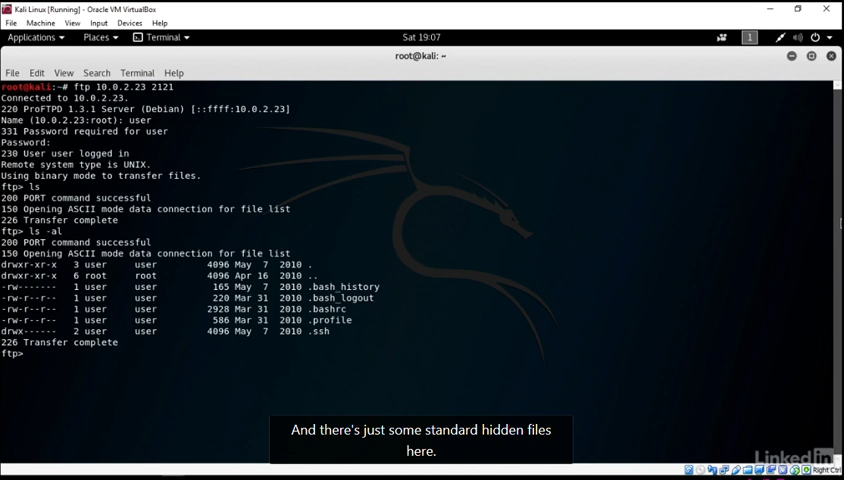 Kali Linux [Running] - Oracle VM VirtualBox
File Machine View Input Devices Help
Applications Places Terminal Sat 19:07 1
root@kali: ~
File Edit View Search Terminal Help
root@kali:~# ftp 10.0.2.23 2121
Connected to 10.0.2.23.
220 ProFTPD 1.3.1 Server (Debian) [::ffff:10.0.2.23]
Name (10.0.2.23:root): user
331 Password required for user
Password:
230 User user logged in
Remote system type is UNIX.
Using binary mode to transfer files.
ftp> ls
200 PORT command successful
150 Opening ASCII mode data connection for file list
226 Transfer complete
ftp> ls -al
200 PORT command successful
150 Opening ASCII mode data connection for file list
drwxr-xr-x 3 user user 4096 May 7 2010 .
drwxr-xr-x 6 root root 4096 Apr 16 2010 ..
-rw------- 1 user user 165 May 7 2010 .bash_history
-rw-r--r-- 1 user user 220 Mar 31 2010 .bash_logout
-rw-r--r-- 1 user user 2928 Mar 31 2010 .bashrc
-rw-r--r-- 1 user user 586 Mar 31 2010 .profile
drwx------ 2 user user 4096 May 7 2010 .ssh
226 Transfer complete
ftp>
And there's just some standard hidden files
here.
LinkedIn
Right Ctrl